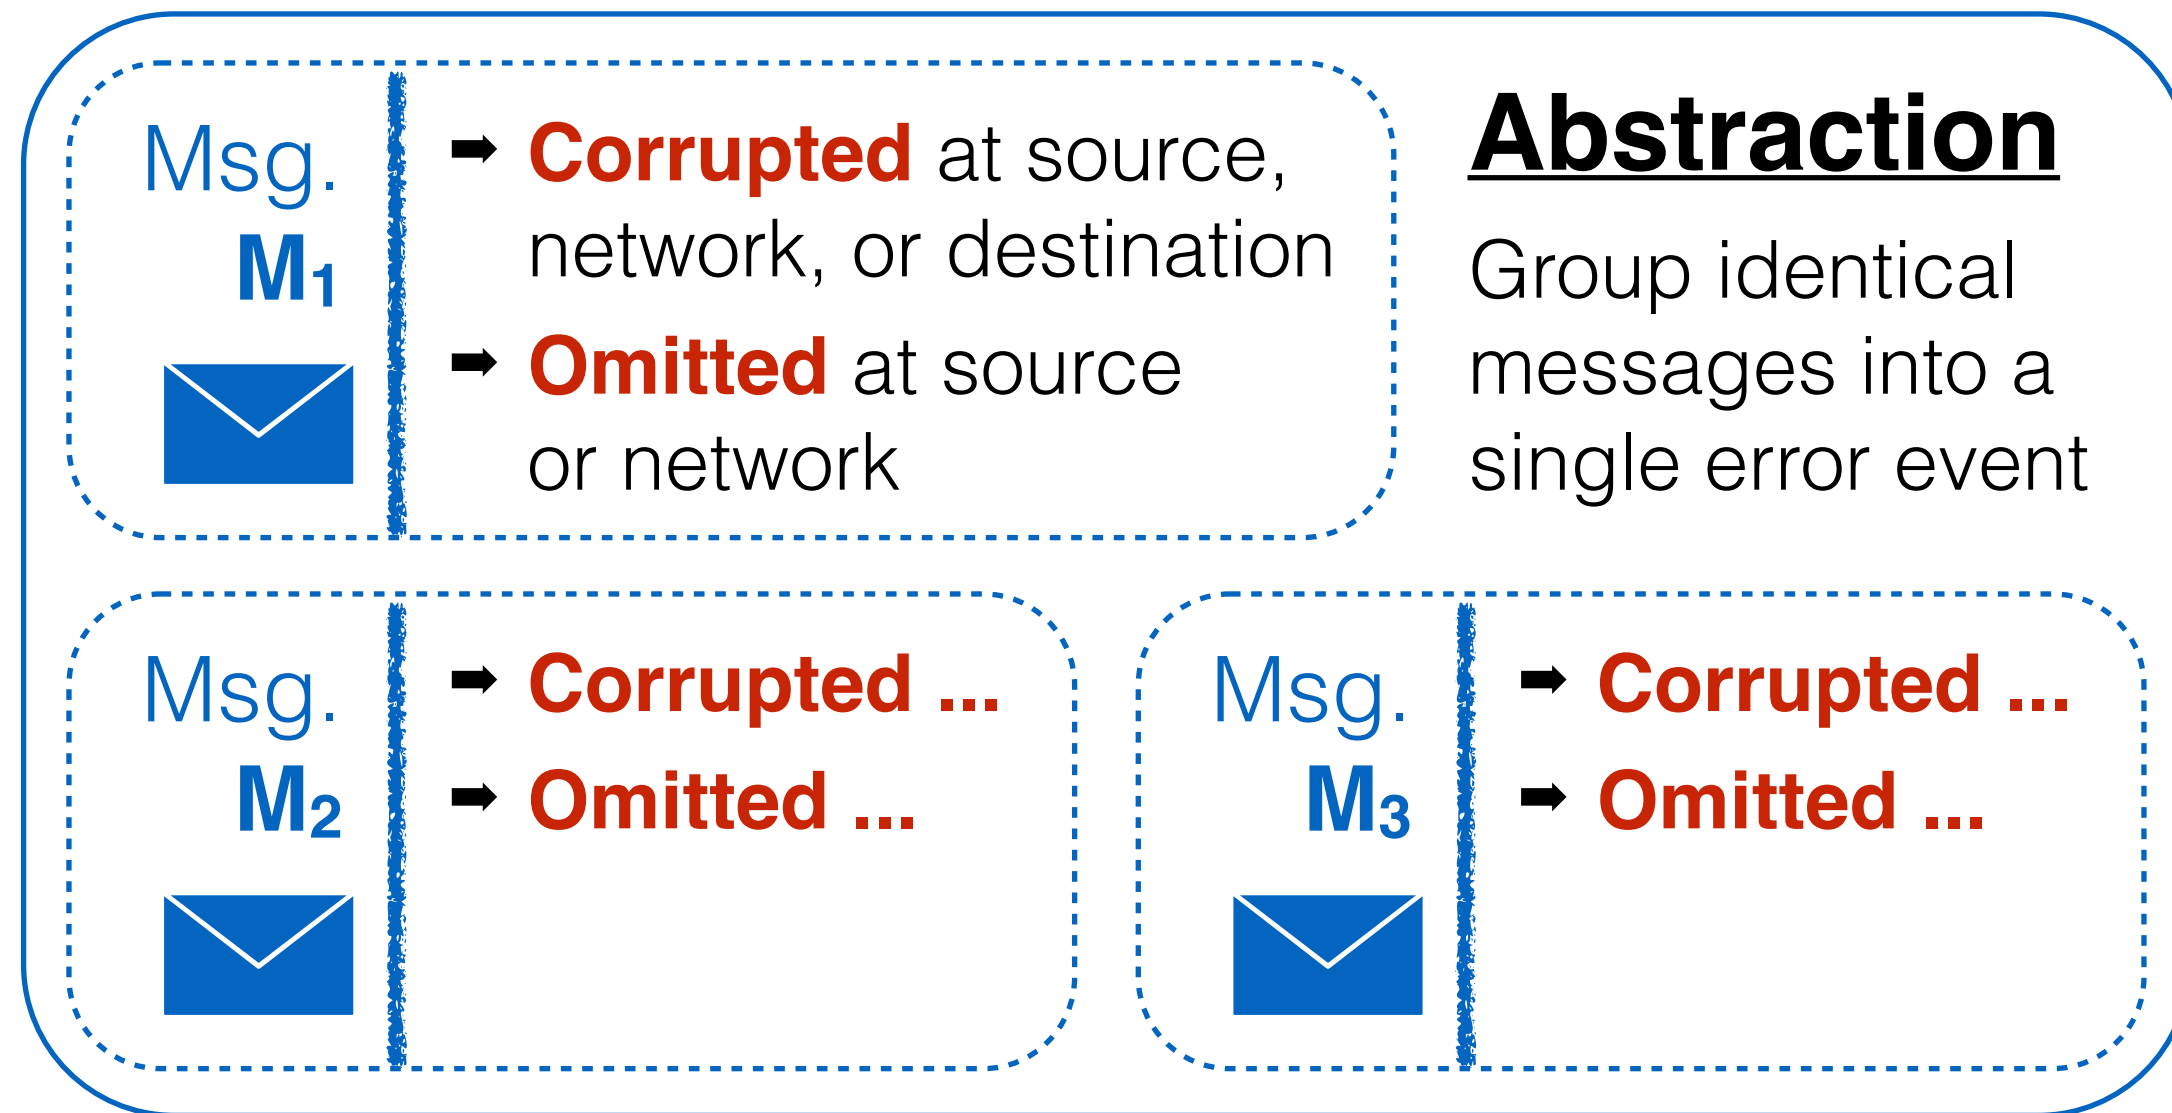 Msg.
M1
➡ Corrupted at source,
network, or destination
➡ Omitted at source
or network
Abstraction
Group identical
messages into a
single error event
Msg.
M2
➡ Corrupted ...
➡ Omitted ...
Msg.
M3
➡ Corrupted ...
➡ Omitted ...